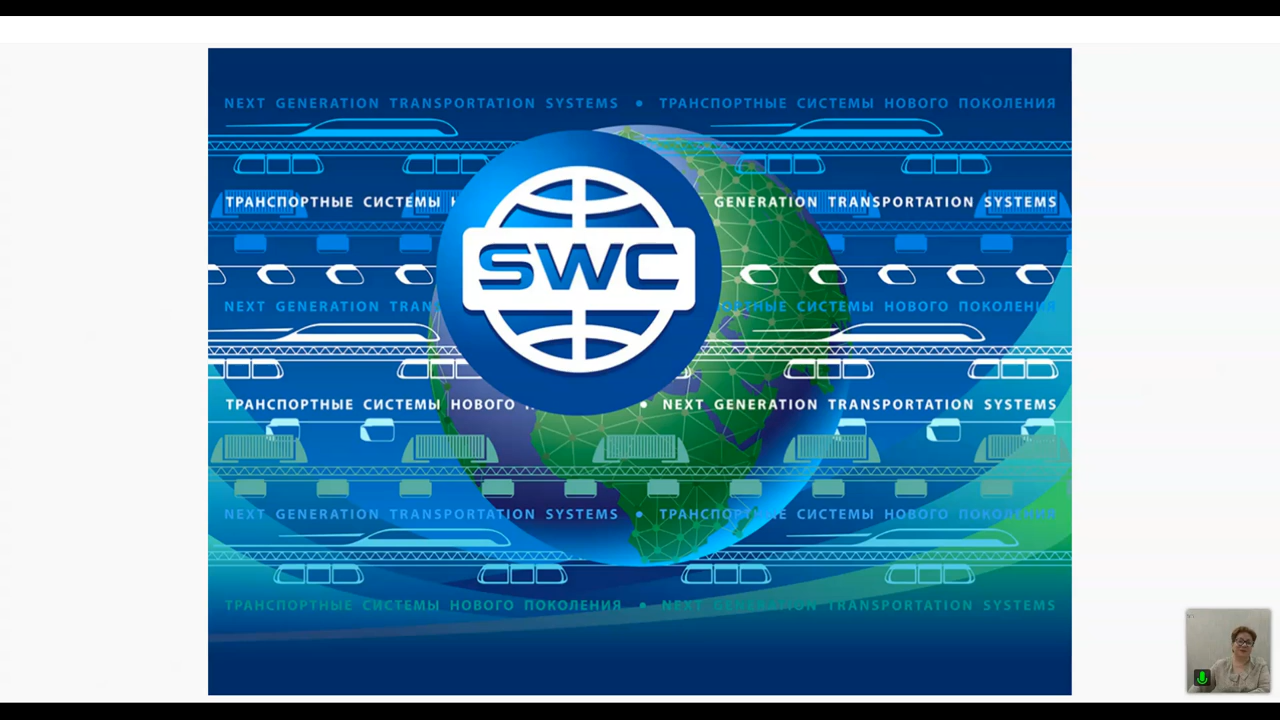 NEXT GENERATION TRANSPORTATION SYSTEMS • ТРАНСПОРТНЫЕ СИСТЕМЫ НОВОГО ПОКОЛЕНИЯ
ТРАНСПОРТНЫЕ СИСТЕМЫ GENERATION TRANSPORTATION SYSTEMS
SWC
NEXT GENERATION СИСТЕМЫ НОВОГО ПОКОЛЕНИЯ
ТРАНСПОРТНЫЕ СИСТЕМЫ НОВОГО • NEXT GENERATION TRANSPORTATION SYSTEMS
NEXT GENERATION TRANSPORTATION SYSTEMS • ТРАНСПОРТНЫЕ СИСТЕМЫ НОВОГО ПОКОЛЕНИЯ
ТРАНСПОРТНЫЕ СИСТЕМЫ НОВОГО ПОКОЛЕНИЯ • NEXT GENERATION TRANSPORTATION SYSTEMS